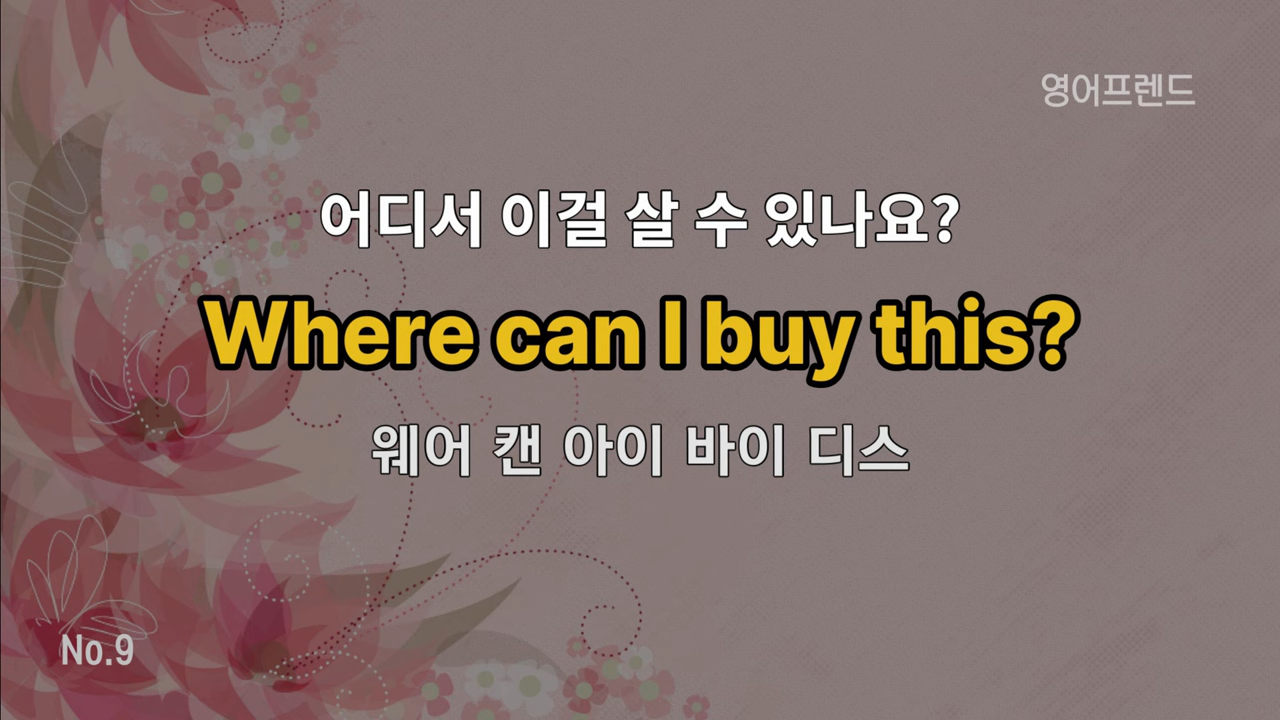 영어프렌드
어디서 이걸 살 수 있나요?
Where can I buy this?
웨어 캔 아이 바이 디스
No.9